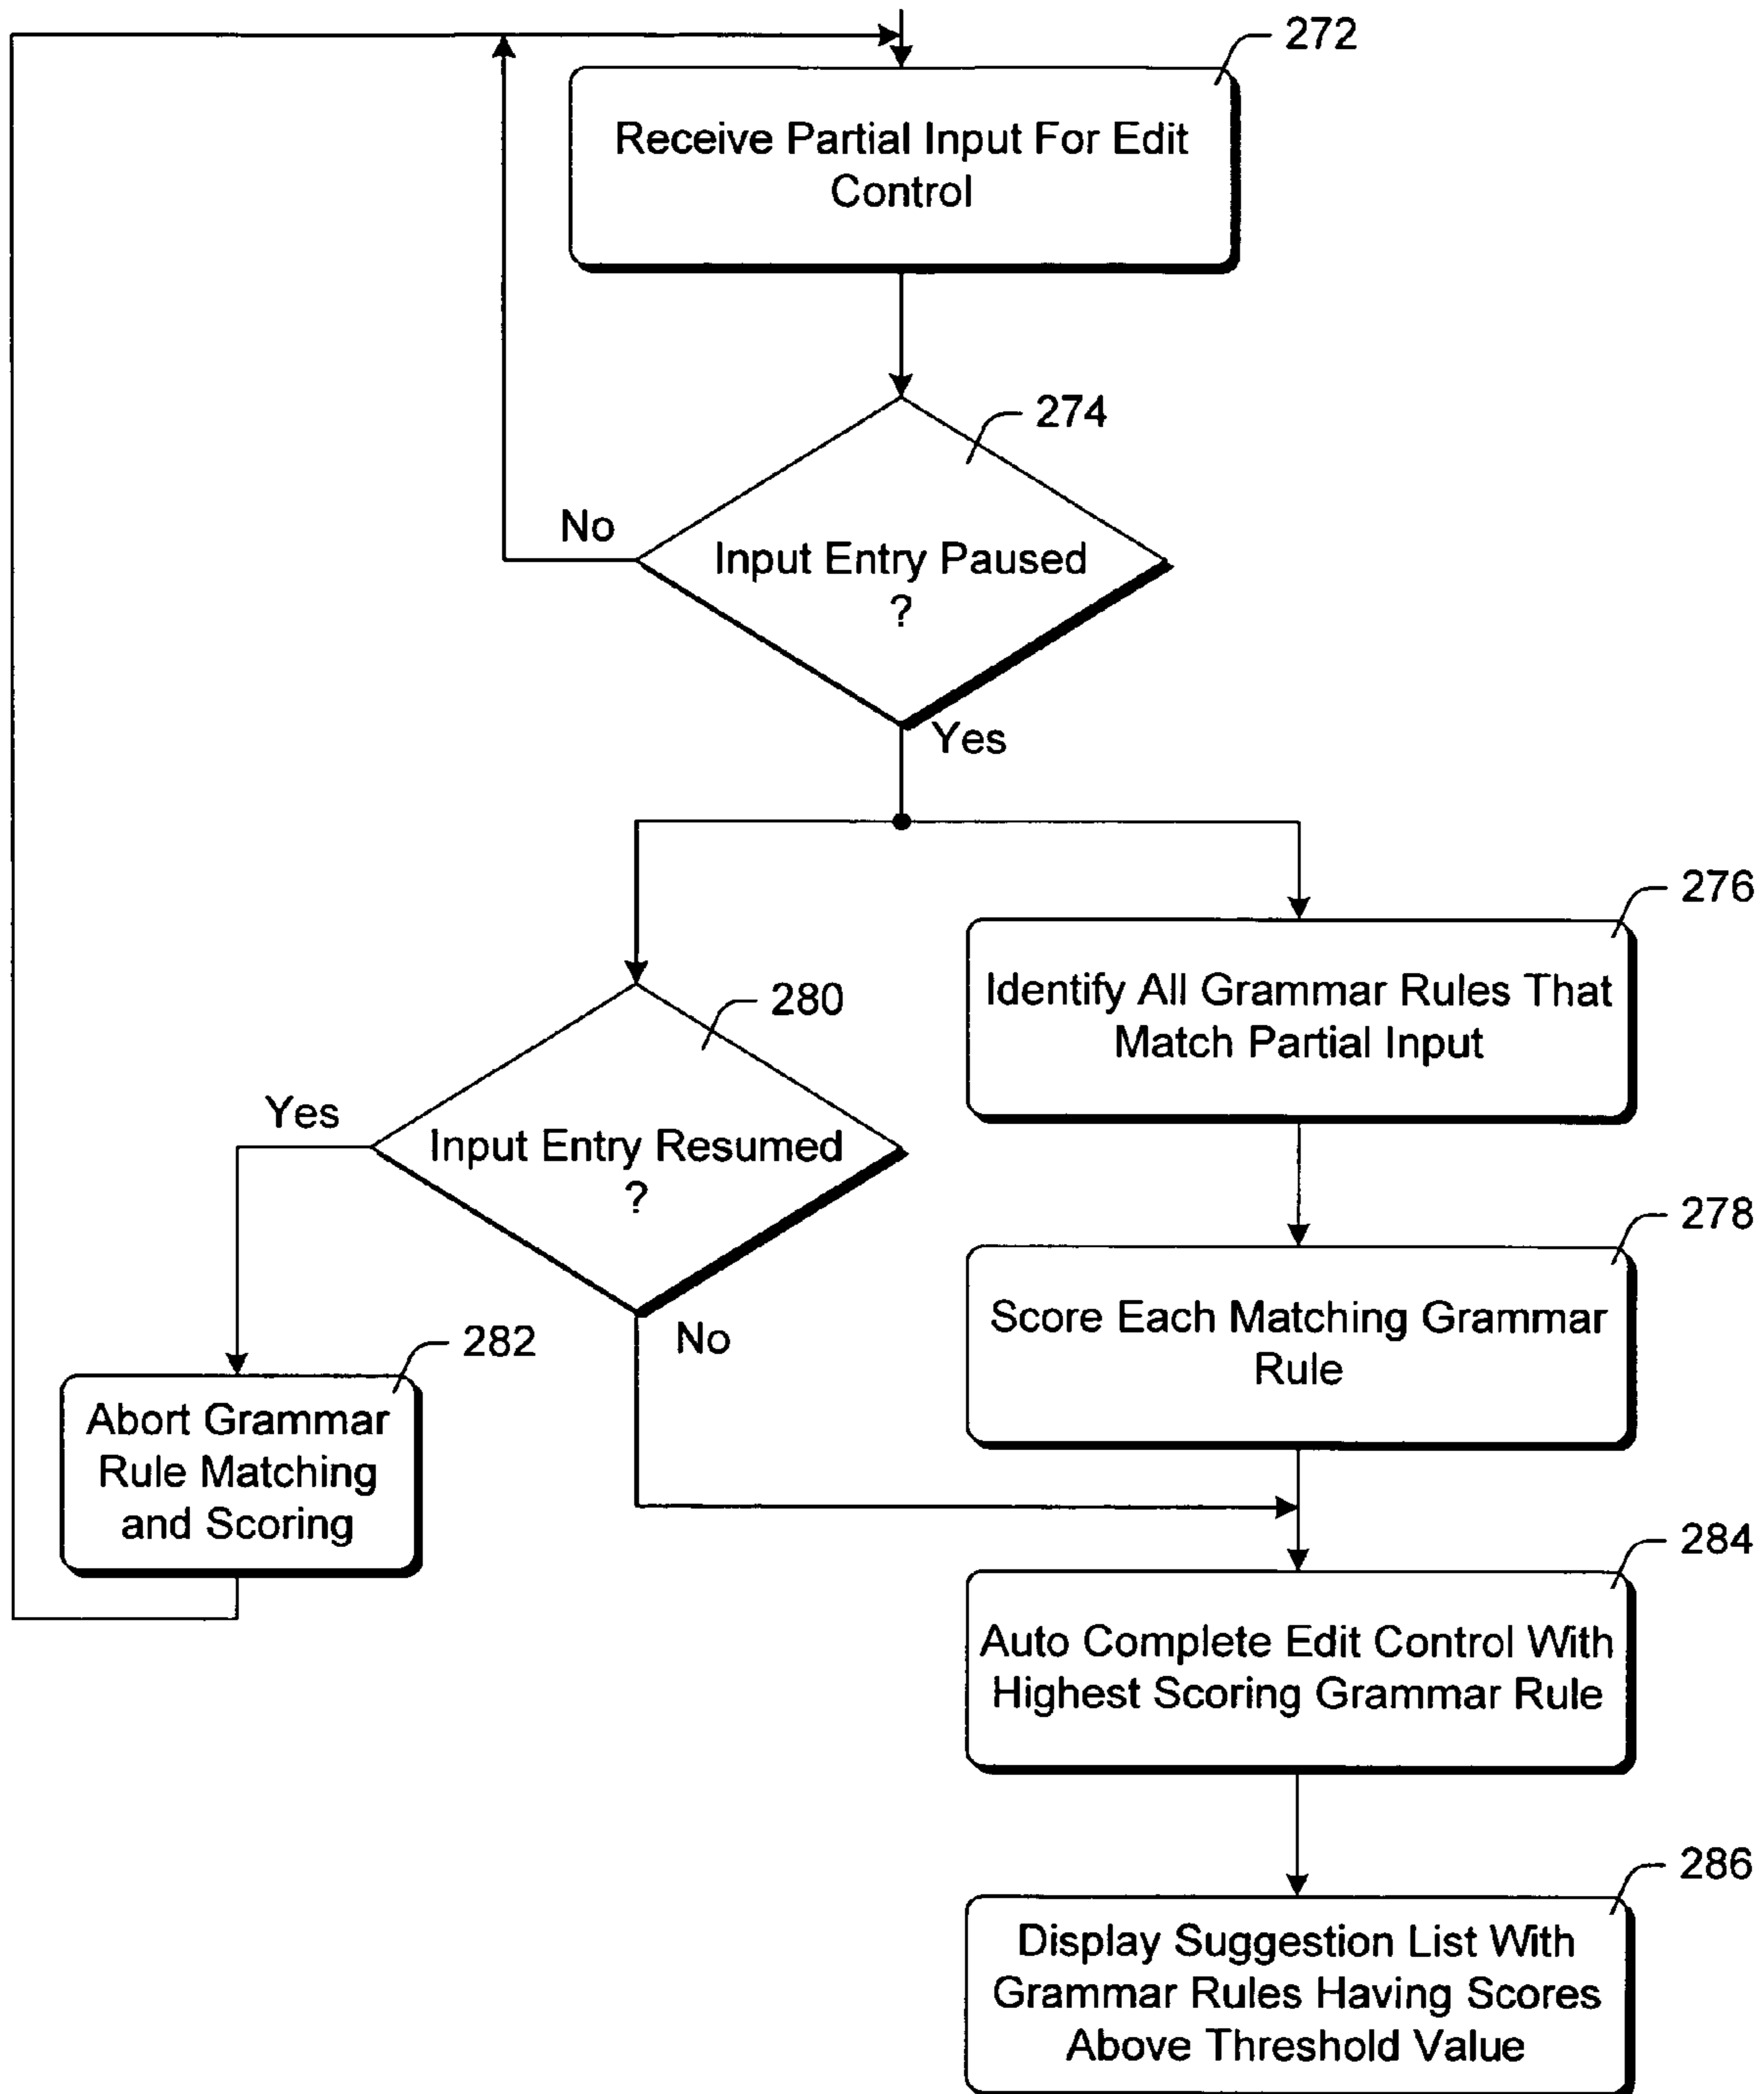 272
Receive Partial Input For Edit
Control
274
No
Input Entry Paused
?
Yes
276
Identify All Grammar Rules That
Match Partial Input
280
Yes
Input Entry Resumed
?
No
278
Score Each Matching Grammar
Rule
282
Abort Grammar
Rule Matching
and Scoring
284
Auto Complete Edit Control With
Highest Scoring Grammar Rule
286
Display Suggestion List With
Grammar Rules Having Scores
Above Threshold Value